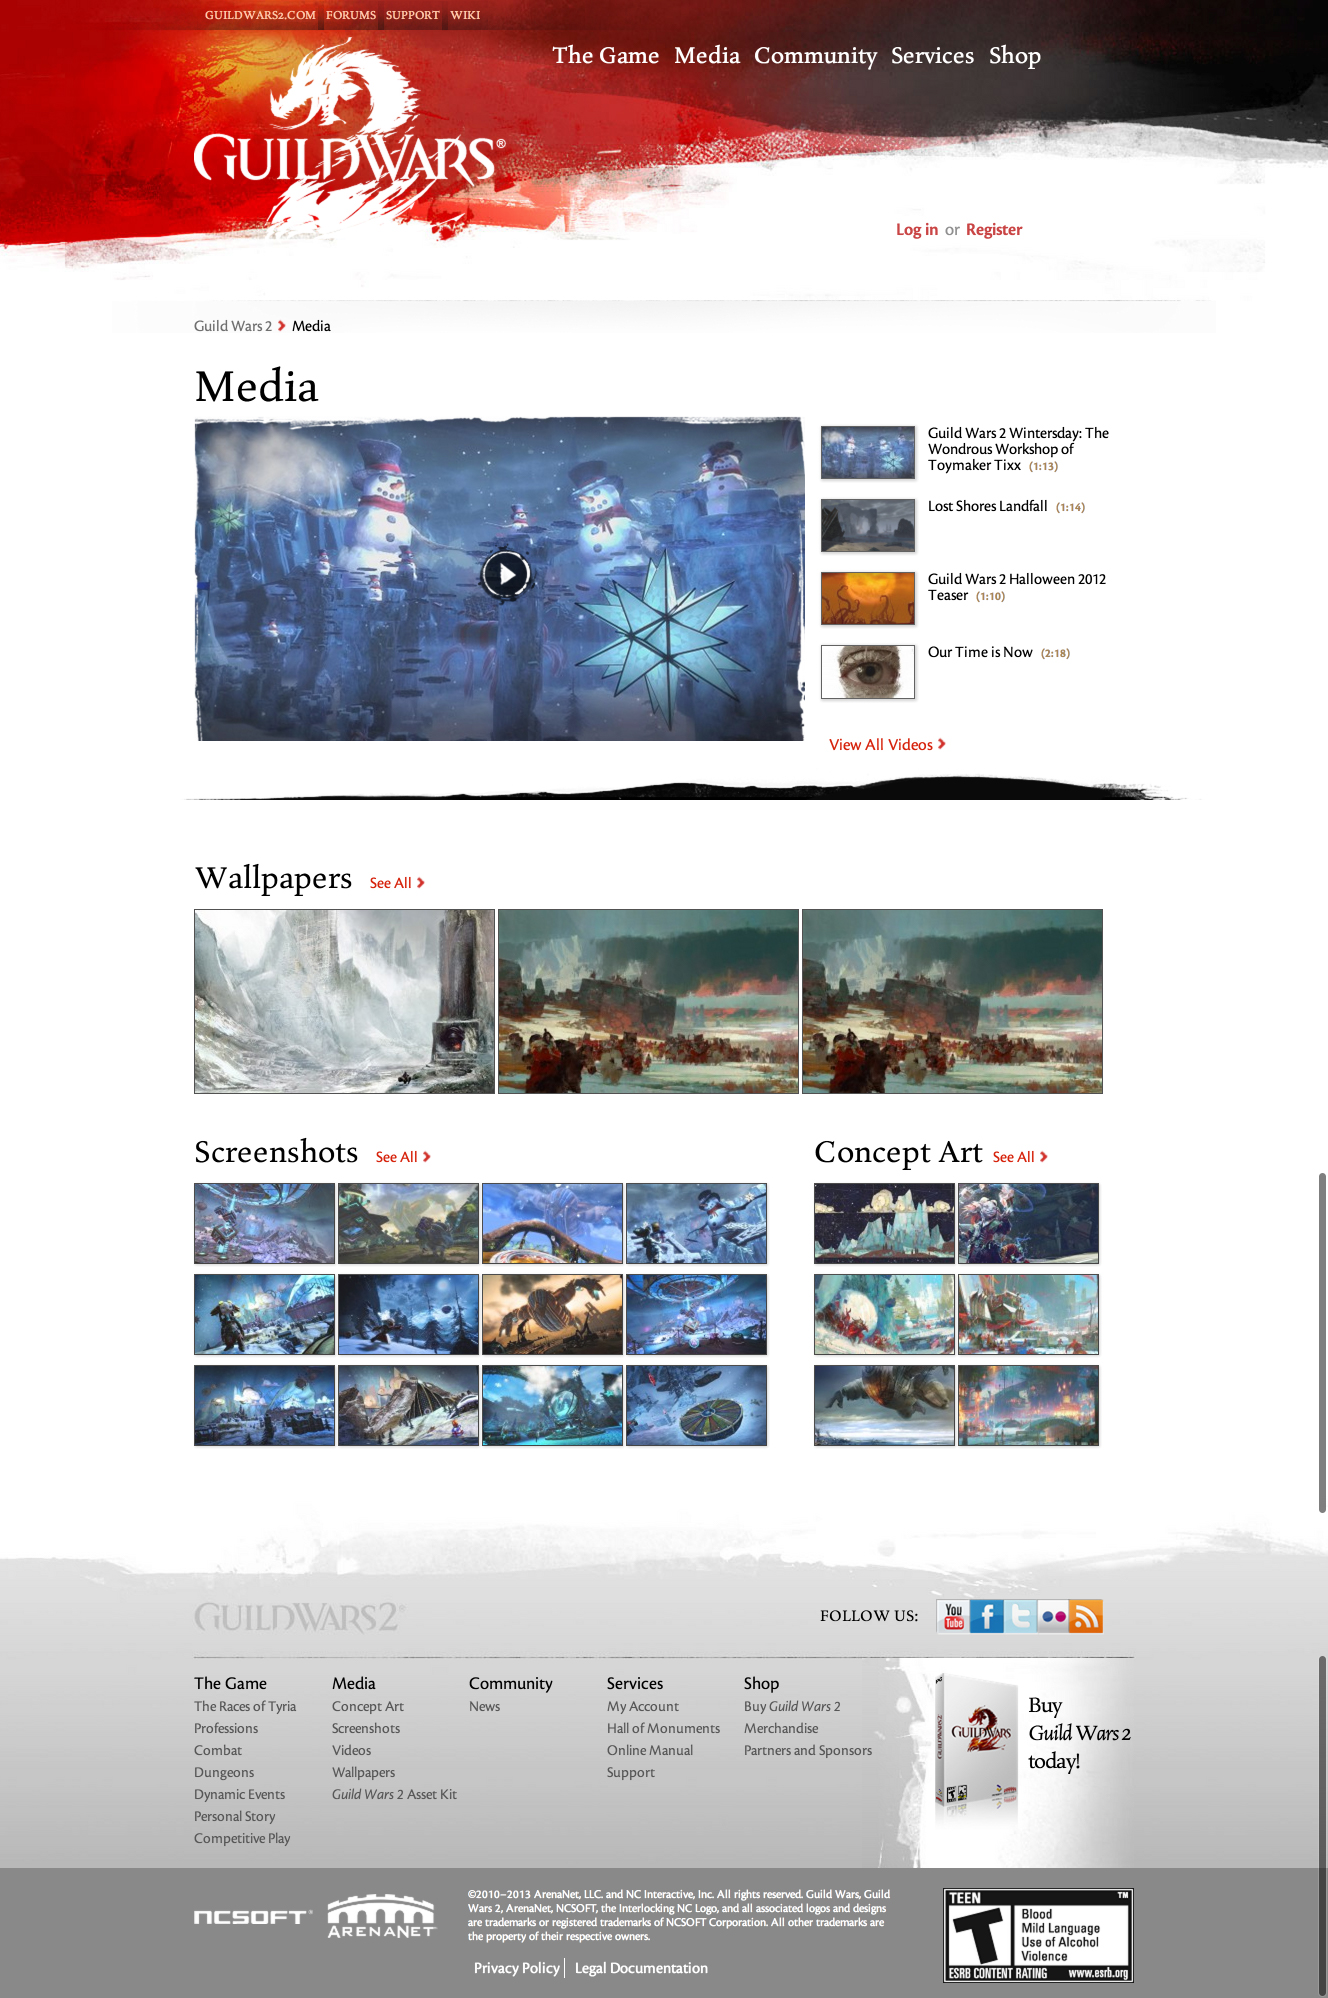 GUILDWARS2.COM FORUMS SUPPORT WIKI
The Game Media Community Services Shop
GUILDWARS®
Log in or Register
Guild Wars 2 Media
Media
Guild Wars 2 Wintersday: The
Wondrous Workshop of
Toymaker Tixx (1:13)
Lost Shores Landfall (1:14)
Guild Wars 2 Halloween 2012
Teaser (1:10)
Our Time is Now (2:18)
View All Videos
Wallpapers See All
Screenshots See All
Concept Art See All
GUILDWARS2®
FOLLOW US:
You
Tube
The Game
The Races of Tyria
Professions
Combat
Dungeons
Dynamic Events
Personal Story
Competitive Play
Media
Concept Art
Screenshots
Videos
Wallpapers
Guild Wars 2 Asset Kit
Community
News
Services
My Account
Hall of Monuments
Online Manual
Support
Shop
Buy Guild Wars 2
Merchandise
Partners and Sponsors
GUILDWARS
Buy
Guild Wars 2
today!
NCSOFT®
ARENANET
©2010–2013 ArenaNet, LLC. and NC Interactive, Inc. All rights reserved. Guild Wars, Guild
Wars 2, ArenaNet, NCSOFT, the Interlocking NC Logo, and all associated logos and designs
are trademarks or registered trademarks of NCSOFT Corporation. All other trademarks are
the property of their respective owners.
Privacy Policy Legal Documentation
TEEN ™
T
Blood
Mild Language
Use of Alcohol
Violence
ESRB CONTENT RATING www.esrb.org